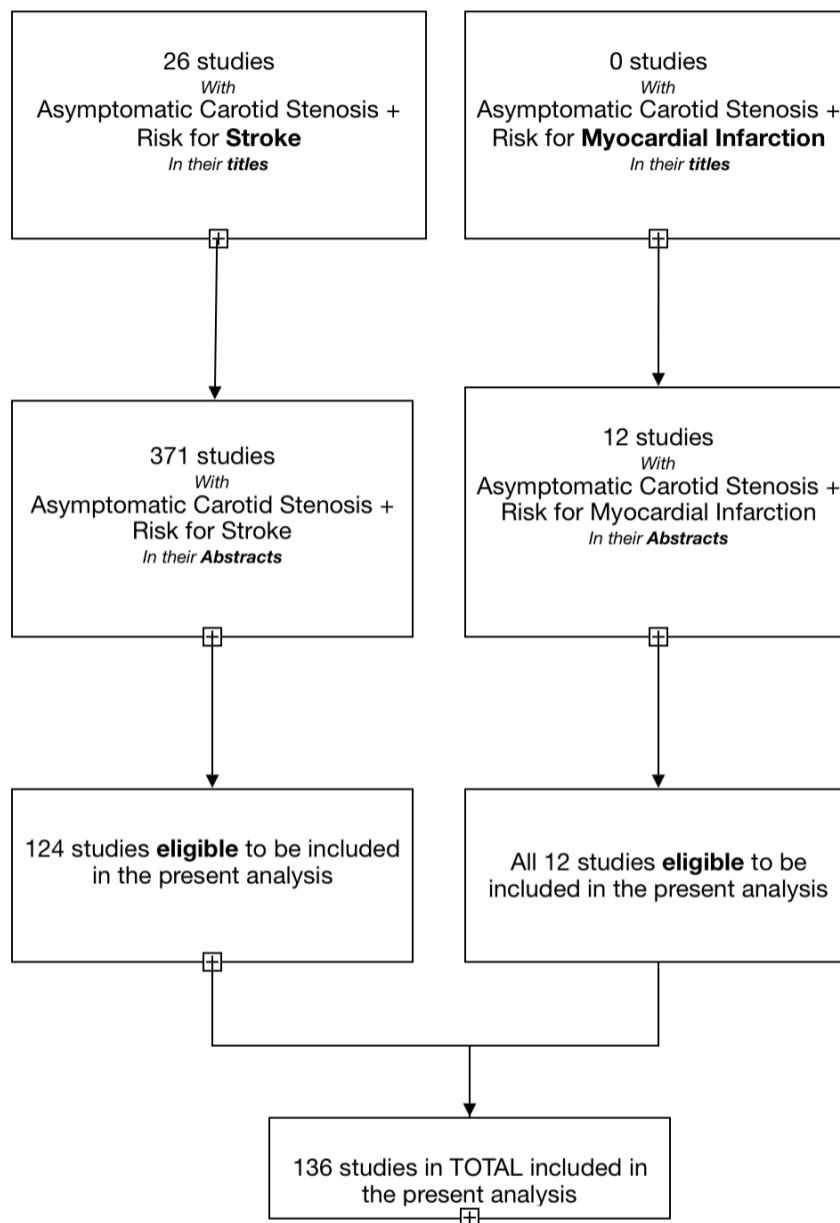 26 studies
With
Asymptomatic Carotid Stenosis +
Risk for Stroke
In their titles
0 studies
With
Asymptomatic Carotid Stenosis +
Risk for Myocardial Infarction
In their titles
371 studies
With
Asymptomatic Carotid Stenosis +
Risk for Stroke
In their Abstracts
12 studies
With
Asymptomatic Carotid Stenosis +
Risk for Myocardial Infarction
In their Abstracts
124 studies eligible to be included
in the present analysis
All 12 studies eligible to be
included in the present analysis
136 studies in TOTAL included in
the present analysis